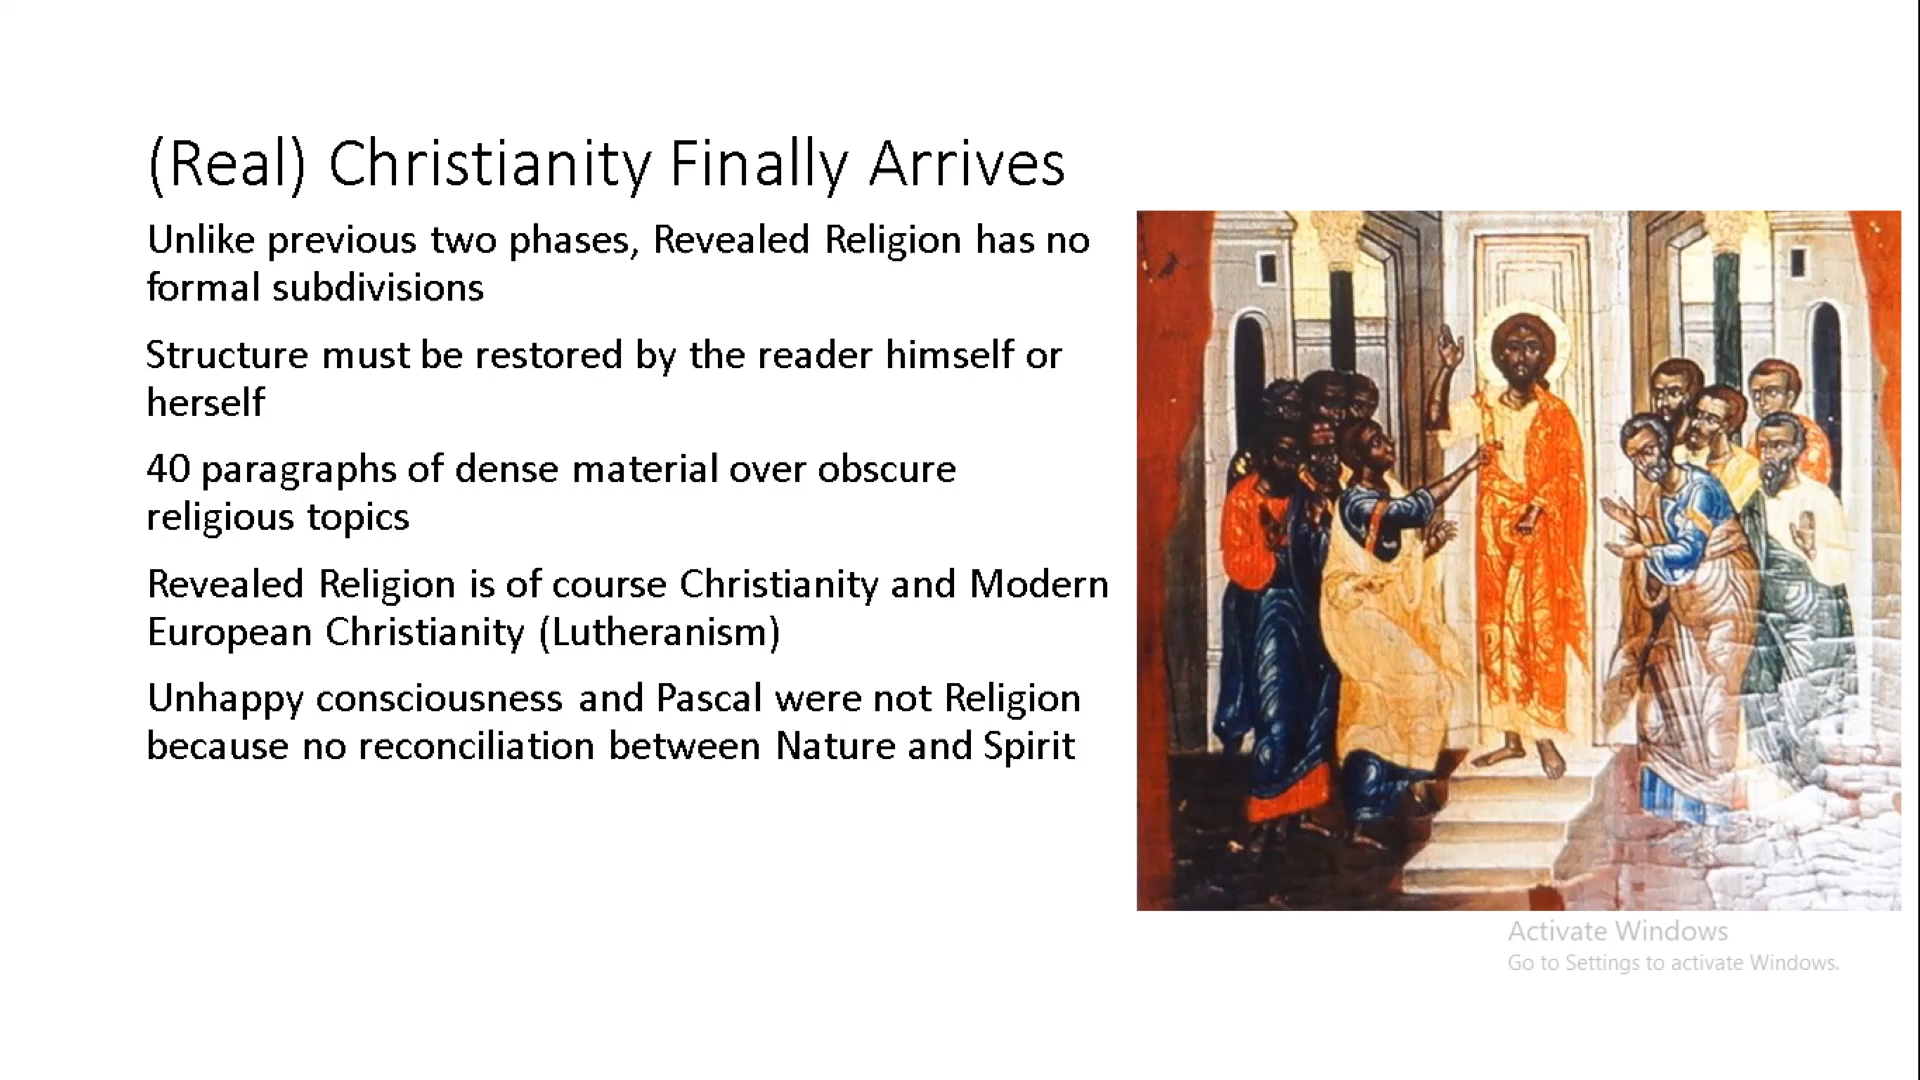 (Real) Christianity Finally Arrives
Unlike previous two phases, Revealed Religion has no
formal subdivisions
Structure must be restored by the reader himself or
herself
40 paragraphs of dense material over obscure
religious topics
Revealed Religion is of course Christianity and Modern
European Christianity (Lutheranism)
Unhappy consciousness and Pascal were not Religion
because no reconciliation between Nature and Spirit
Activate Windows
Go to Settings to activate Windows.